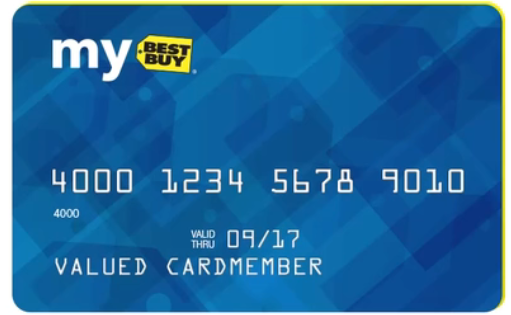 my BEST BUY
4000 1234 5678 9010
4000
VALID THRU 09/17
VALUED CARDMEMBER